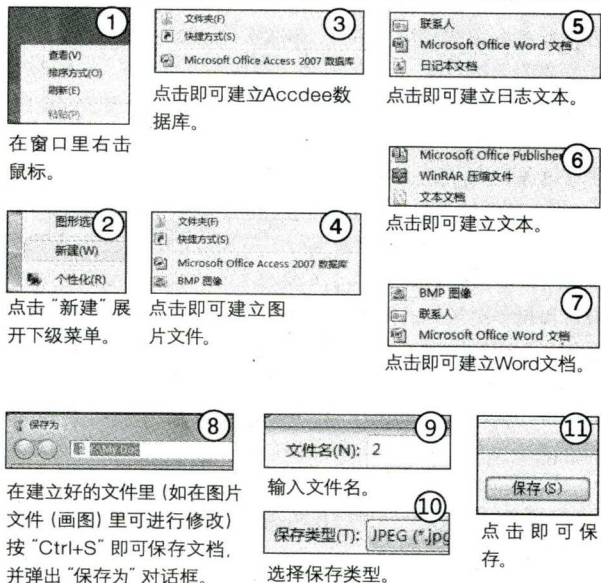 ①
查看(V)
排序方式(O)
刷新(E)
粘贴(P)
在窗口里右击
鼠标。
②
图形选
新建(W)
个性化(R)
点击“新建”展
开下级菜单。
③
文件夹(F)
快捷方式(S)
Microsoft Office Access 2007 数据库
点击即可建立Accdee数
据库。
④
文件夹(F)
快捷方式(S)
Microsoft Office Access 2007 数据库
BMP 图像
点击即可建立图
片文件。
⑤
联系人
Microsoft Office Word 文档
日记本文档
点击即可建立日志文本。
⑥
Microsoft Office Publisher
WinRAR 压缩文件
文本文档
点击即可建立文本。
⑦
BMP 图像
联系人
Microsoft Office Word 文档
点击即可建立Word文档。
⑧
保存为
在建立好的文件里(如在图片
文件(画图)里可进行修改)
按“Ctrl+S”即可保存文档,
并弹出“保存为”对话框。
⑨
文件名(N): 2
输入文件名。
⑩
保存类型(T): JPEG (*.jpg
选择保存类型。
⑪
保存(S)
点击即可保
存。